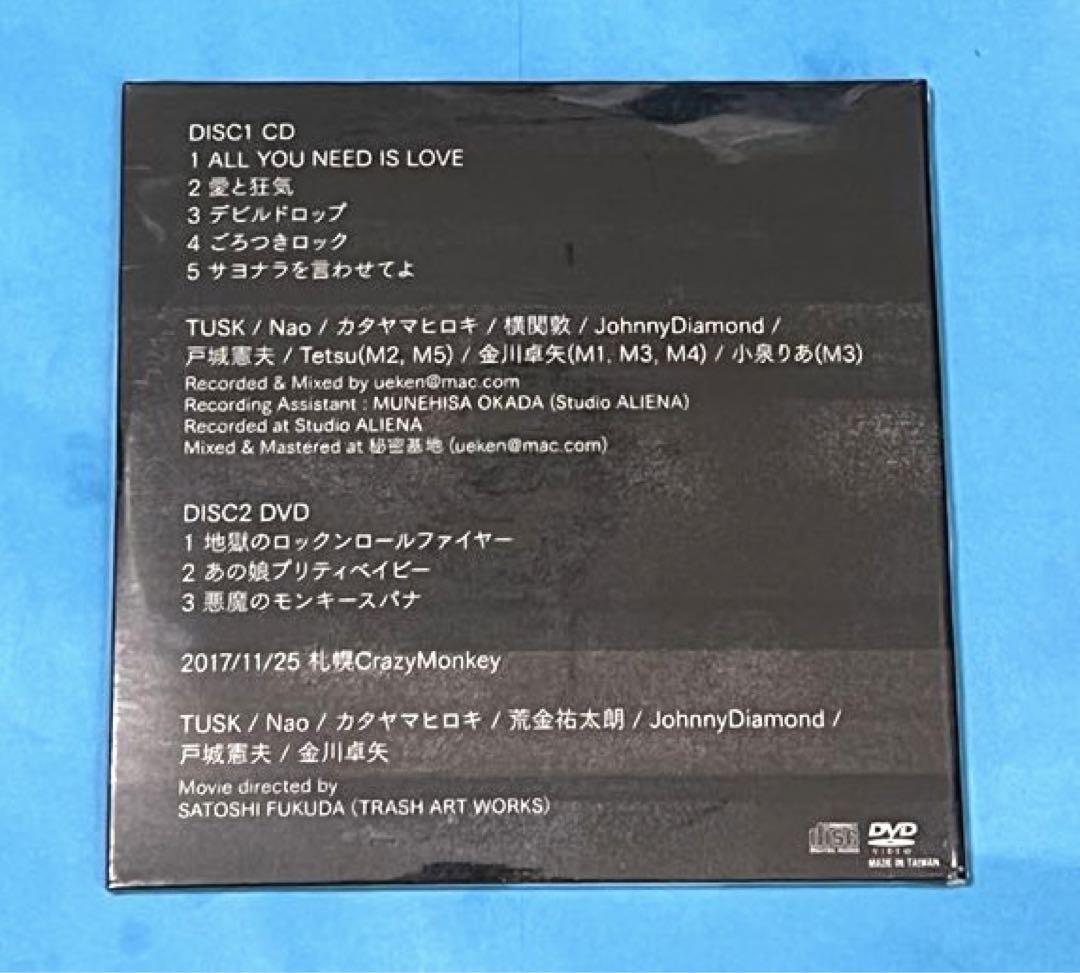 DISC1 CD
1 ALL YOU NEED IS LOVE
2 愛と狂気
3 デビルドロップ
4 ごろつきロック
5 サヨナラを言わせてよ
TUSK / Nao / カタヤマヒロキ / 横関敦 / JohnnyDiamond /
戸城憲夫 / Tetsu(M2, M5) / 金川卓矢(M1, M3, M4) / 小泉りあ(M3)
Recorded & Mixed by ueken@mac.com
Recording Assistant : MUNEHISA OKADA (Studio ALIENA)
Recorded at Studio ALIENA
Mixed & Mastered at 秘密基地 (ueken@mac.com)
DISC2 DVD
1 地獄のロックンロールファイヤー
2 あの娘プリティベイビー
3 悪魔のモンキースパナ
2017/11/25 札幌CrazyMonkey
TUSK / Nao / カタヤマヒロキ / 荒金祐太朗 / JohnnyDiamond /
戸城憲夫 / 金川卓矢
Movie directed by
SATOSHI FUKUDA (TRASH ART WORKS)
disc DVD
VIDEO
MADE IN TAIWAN